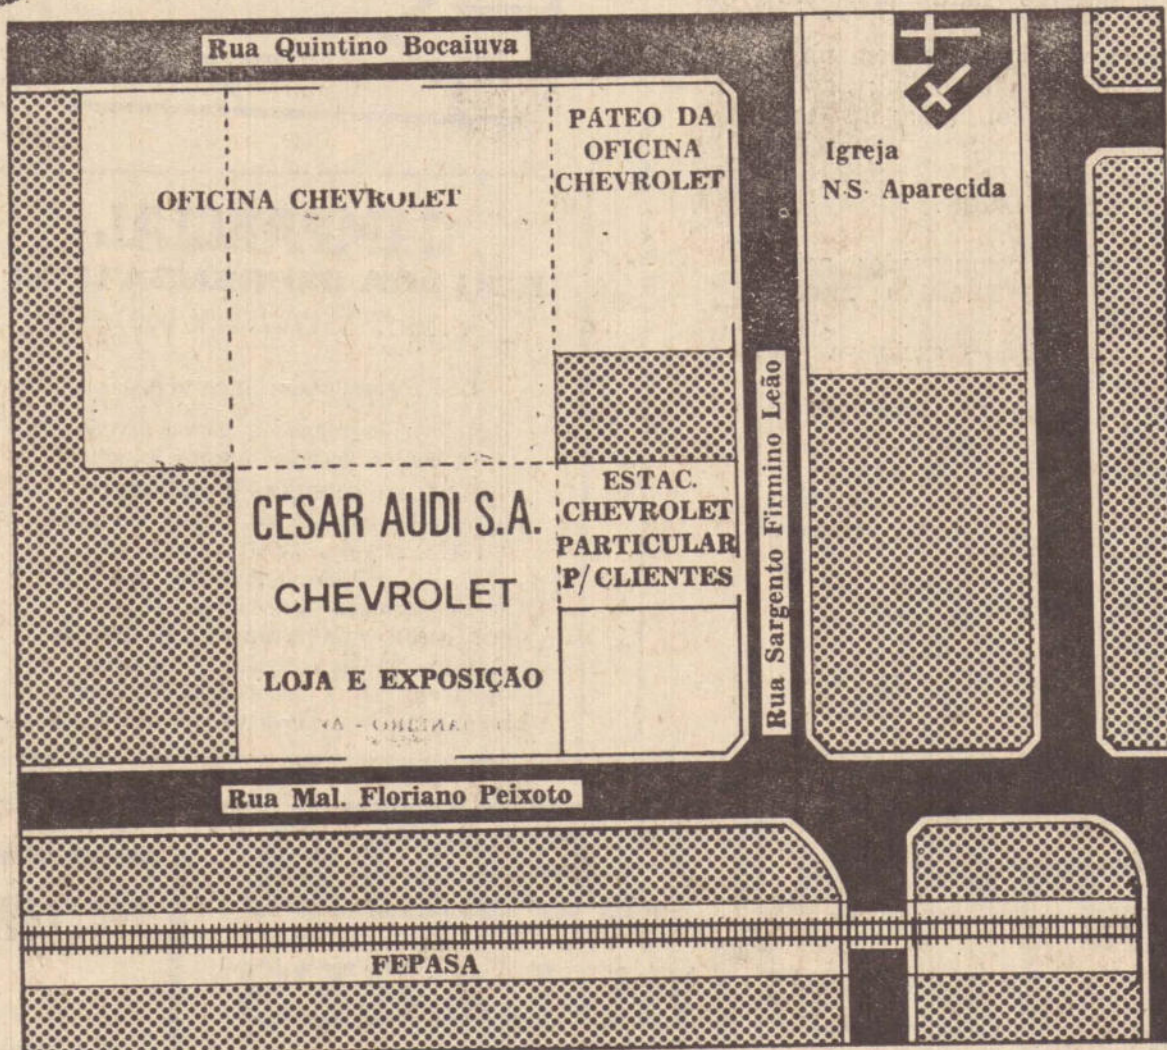 Rua Quintino Bocaiuva
PÁTEO DA
OFICINA
CHEVROLET
Igreja
N S Aparecida
OFICINA CHEVROLET
CESAR AUDI S.A.
CHEVROLET
LOJA E EXPOSIÇÃO
ESTAC.
CHEVROLET
PARTICULAR
P/ CLIENTES
Rua Sargento Firmino Leão
Rua Mal. Floriano Peixoto
FEPASA